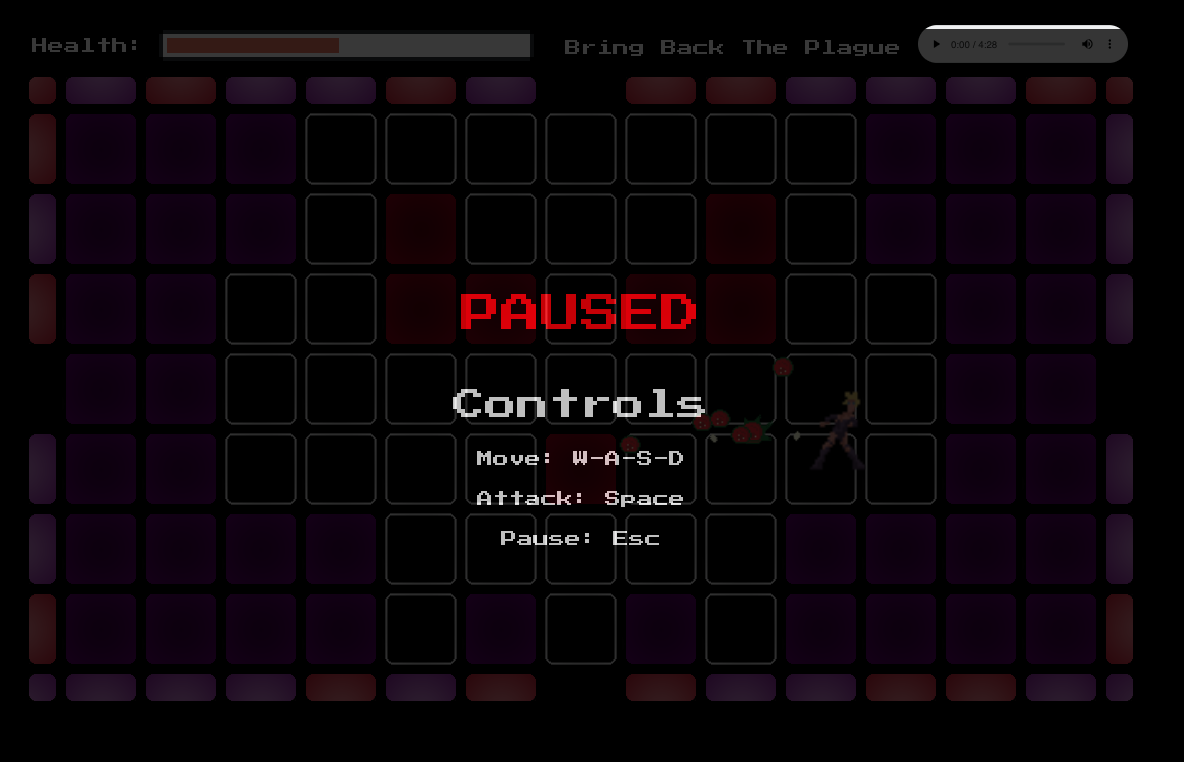 Health:
Bring Back The Plague
0:00 / 4:28
PAUSED
Controls
Move: W-A-S-D
Attack: Space
Pause: Esc